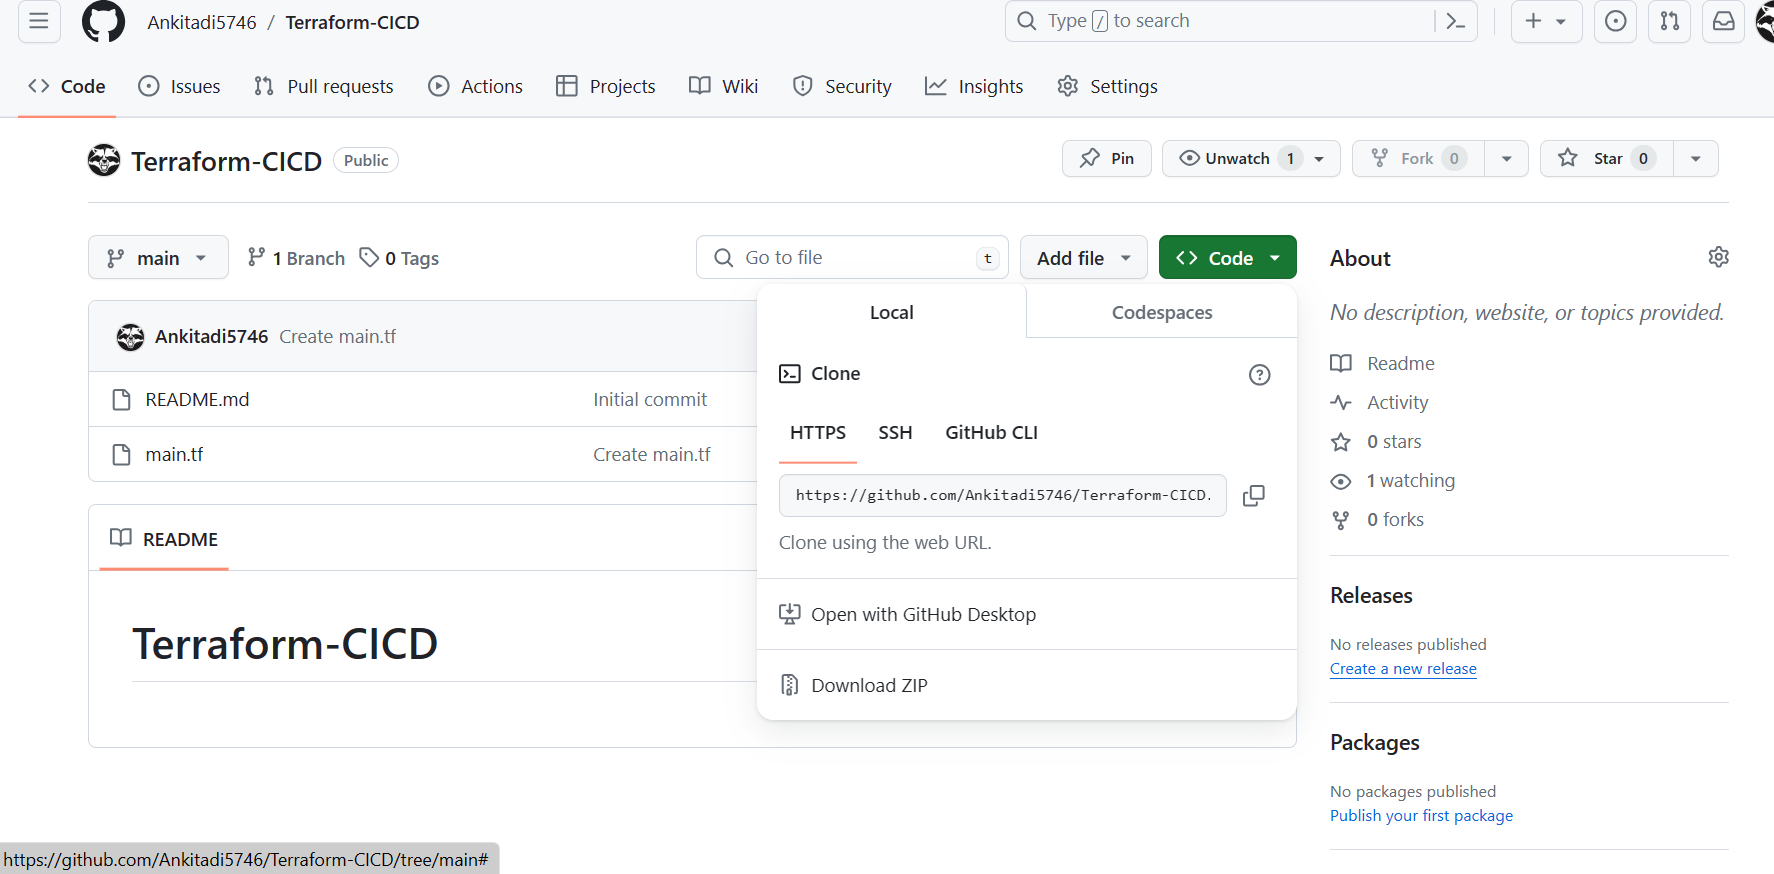 Ankitadi5746 / Terraform-CICD
Type / to search
Code Issues Pull requests Actions Projects Wiki Security Insights Settings
Terraform-CICD Public
Pin Unwatch 1 Fork 0 Star 0
main 1 Branch 0 Tags
Go to file t
Add file Code
Ankitadi5746 Create main.tf
README.md Initial commit
main.tf Create main.tf
README
Terraform-CICD
Local Codespaces
Clone
HTTPS SSH GitHub CLI
https://github.com/Ankitadi5746/Terraform-CICD.
Clone using the web URL.
Open with GitHub Desktop
Download ZIP
About
No description, website, or topics provided.
Readme
Activity
0 stars
1 watching
0 forks
Releases
No releases published
Create a new release
Packages
No packages published
Publish your first package
https://github.com/Ankitadi5746/Terraform-CICD/tree/main#